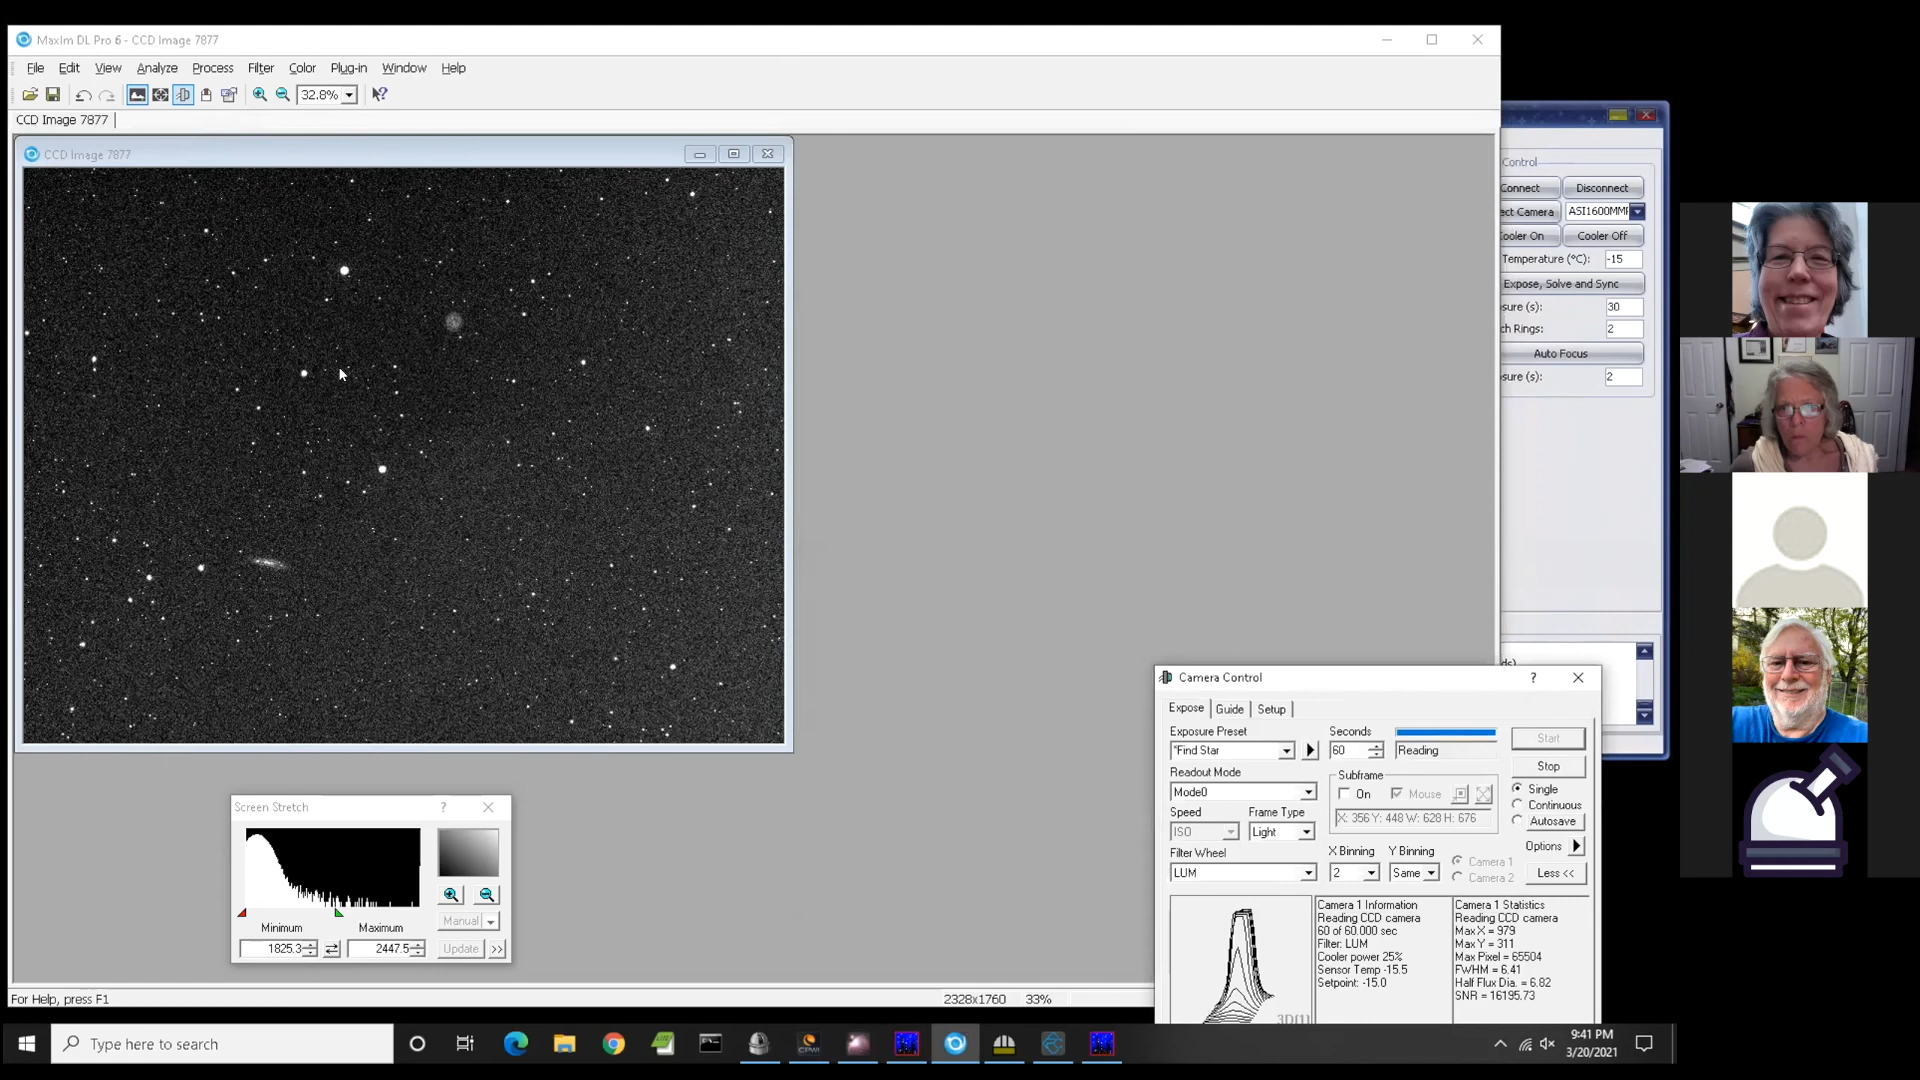 MaxIm DL Pro 6 - CCD Image 7877
File Edit View Analyze Process Filter Color Plug-in Window Help
32.8%
CCD Image 7877
CCD Image 7877
Control
Connect Disconnect
ect Camera ASI1600MM
ooler On Cooler Off
Temperature (°C): -15
Expose, Solve and Sync
sure (s): 30
ch Rings: 2
Auto Focus
sure (s): 2
ds)
Camera Control ?
Expose Guide Setup
Exposure Preset Seconds Start
*Find Star 60 Reading
Stop
Readout Mode Subframe
Mode0 On Mouse Single
Continuous
Speed Frame Type X: 356 Y: 448 W: 628 H: 676 Autosave
ISO Light
Options
Filter Wheel X Binning Y Binning Camera 1
LUM 2 Same Camera 2 Less <<
Camera 1 Information
Reading CCD camera
60 of 60.000 sec
Filter: LUM
Cooler power 25%
Sensor Temp -15.5
Setpoint: -15.0
Camera 1 Statistics
Reading CCD camera
Max X = 979
Max Y = 311
Max Pixel = 65504
FWHM = 6.41
Half Flux Dia. = 6.82
SNR = 16195.73
3D[1]
Screen Stretch ?
Minimum Maximum Manual
1825.3 2447.5 Update >>
For Help, press F1 2328x1760 33%
Type here to search
CPWI
9:41 PM
3/20/2021